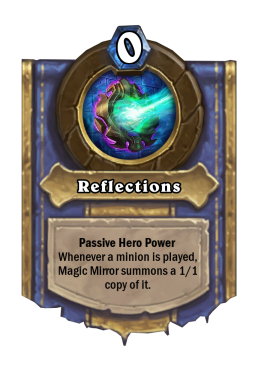 0
Reflections
Passive Hero Power
Whenever a minion is played,
Magic Mirror summons a 1/1
copy of it.